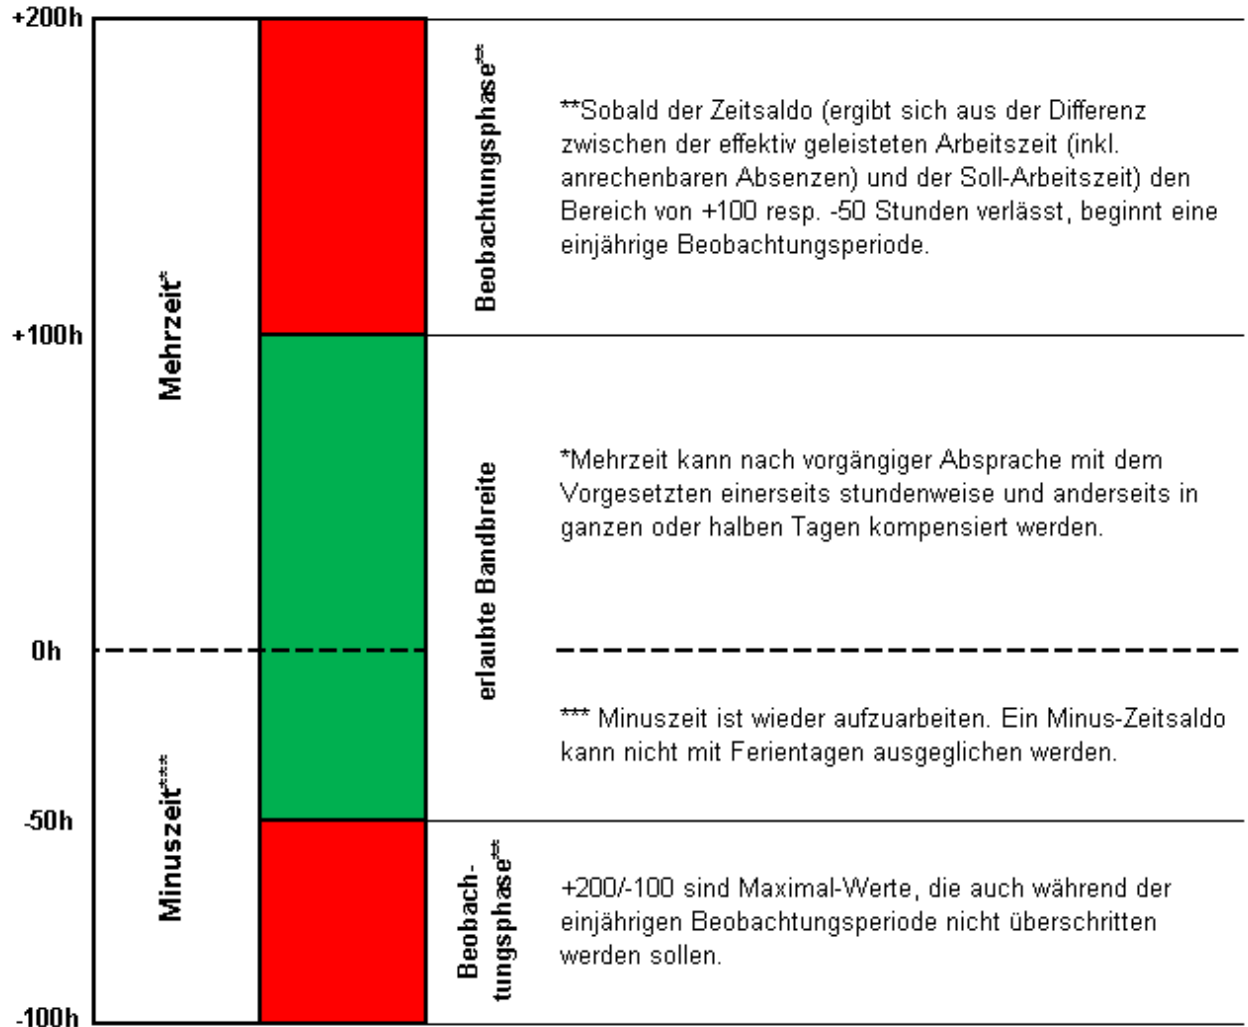 +200h
Beobachtungsphase**
**Sobald der Zeitsaldo (ergibt sich aus der Differenz
zwischen der effektiv geleisteten Arbeitszeit (inkl.
anrechenbaren Absenzen) und der Soll-Arbeitszeit) den
Bereich von +100 resp. -50 Stunden verlässt, beginnt eine
einjährige Beobachtungsperiode.
Mehrzeit*
+100h
erlaubte Bandbreite
*Mehrzeit kann nach vorgängiger Absprache mit dem
Vorgesetzten einerseits stundenweise und anderseits in
ganzen oder halben Tagen kompensiert werden.
0h
*** Minuszeit ist wieder aufzuarbeiten. Ein Minus-Zeitsaldo
kann nicht mit Ferientagen ausgeglichen werden.
Minuszeit***
-50h
Beobach-
tungsphase**
+200/-100 sind Maximal-Werte, die auch während der
einjährigen Beobachtungsperiode nicht überschritten
werden sollen.
-100h